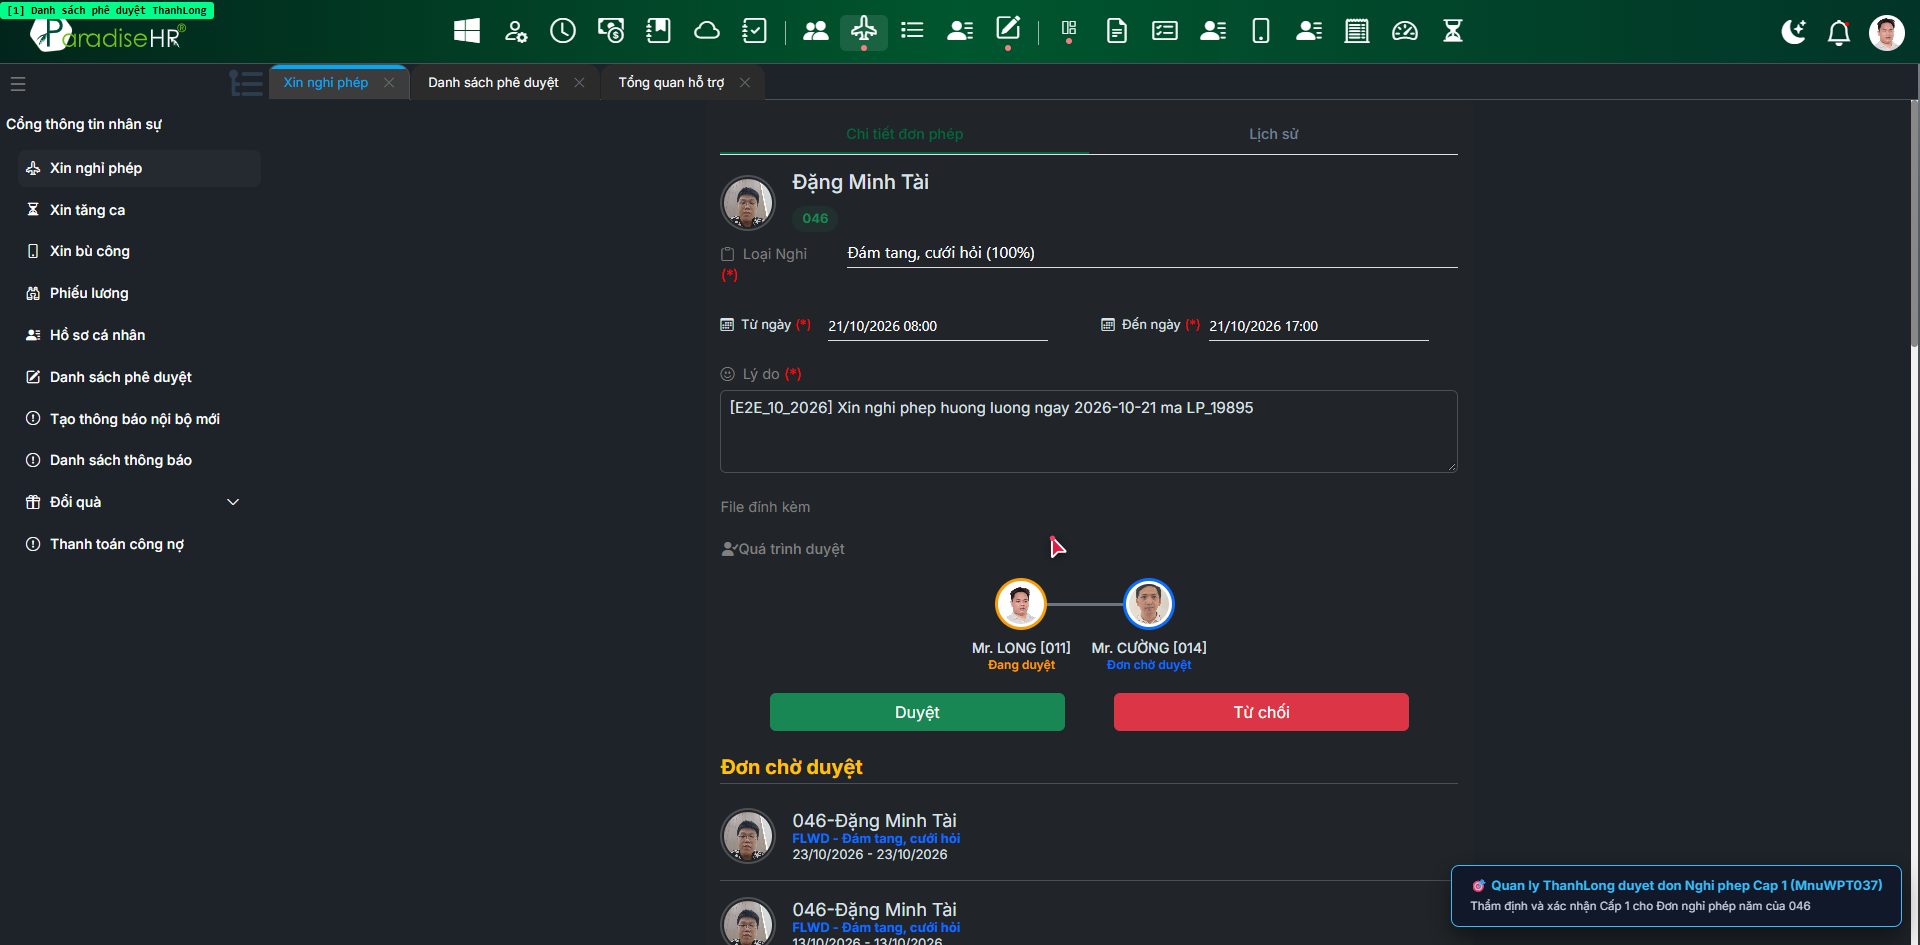 [1] Danh sách phê duyệt ThanhLong
ParadiseHR®
Xin nghỉ phép
Danh sách phê duyệt
Tổng quan hỗ trợ
Cổng thông tin nhân sự
Xin nghỉ phép
Xin tăng ca
Xin bù công
Phiếu lương
Hồ sơ cá nhân
Danh sách phê duyệt
Tạo thông báo nội bộ mới
Danh sách thông báo
Đổi quà
Thanh toán công nợ
Chi tiết đơn phép
Lịch sử
Đặng Minh Tài
046
Loại Nghỉ (*)
Đám tang, cưới hỏi (100%)
Từ ngày (*) 21/10/2026 08:00
Đến ngày (*) 21/10/2026 17:00
Lý do (*)
[E2E_10_2026] Xin nghi phep huong luong ngay 2026-10-21 ma LP_19895
File đính kèm
Quá trình duyệt
Mr. LONG [011]
Đang duyệt
Mr. CƯỜNG [014]
Đơn chờ duyệt
Duyệt
Từ chối
Đơn chờ duyệt
046-Đặng Minh Tài
FLWD - Đám tang, cưới hỏi
23/10/2026 - 23/10/2026
046-Đặng Minh Tài
FLWD - Đám tang, cưới hỏi
13/10/2026 - 13/10/2026
Quan ly ThanhLong duyet don Nghi phep Cap 1 (MnuWPT037)
Thẩm định và xác nhận Cấp 1 cho Đơn nghỉ phép năm của 046